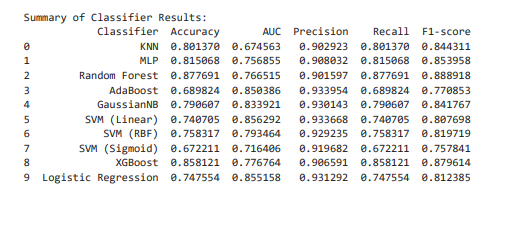 Summary of Classifier Results:
Classifier Accuracy AUC Precision Recall F1-score
0 KNN 0.801370 0.674563 0.902923 0.801370 0.844311
1 MLP 0.815068 0.756855 0.908032 0.815068 0.853958
2 Random Forest 0.877691 0.766515 0.901597 0.877691 0.888918
3 AdaBoost 0.689824 0.850386 0.933954 0.689824 0.770853
4 GaussianNB 0.790607 0.833921 0.930143 0.790607 0.841767
5 SVM (Linear) 0.740705 0.856292 0.933668 0.740705 0.807698
6 SVM (RBF) 0.758317 0.793464 0.929235 0.758317 0.819719
7 SVM (Sigmoid) 0.672211 0.716406 0.919682 0.672211 0.757841
8 XGBoost 0.858121 0.776764 0.906591 0.858121 0.879614
9 Logistic Regression 0.747554 0.855158 0.931292 0.747554 0.812385